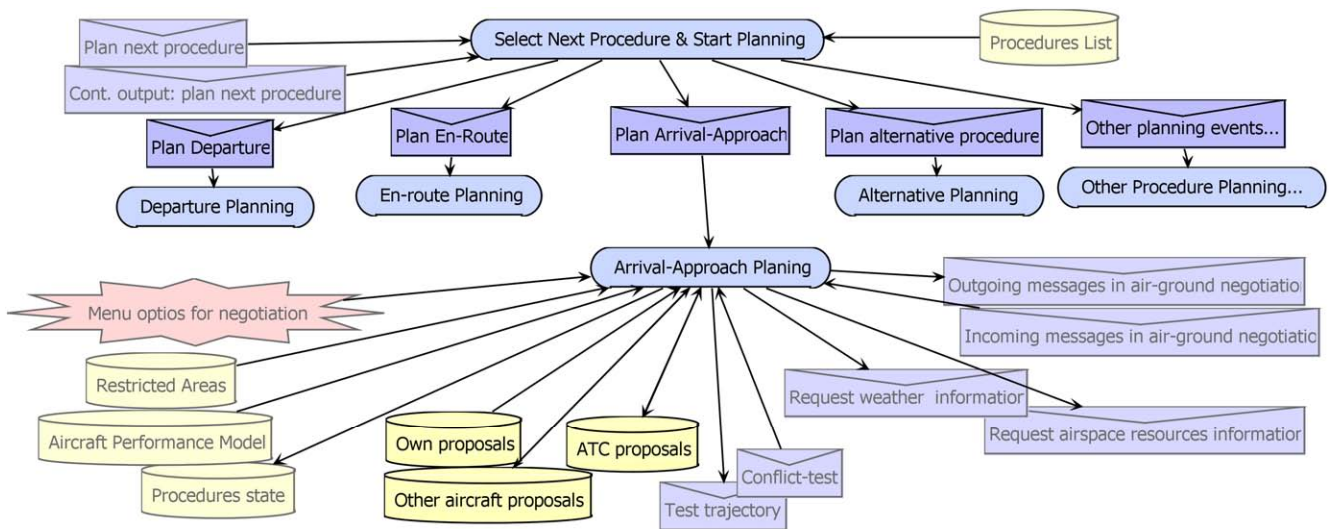 Plan next procedure
Select Next Procedure & Start Planning
Procedures List
Cont. output: plan next procedure
Plan Departure
Plan En-Route
Plan Arrival-Approach
Plan alternative procedure
Other planning events...
Departure Planning
En-route Planning
Alternative Planning
Other Procedure Planning...
Arrival-Approach Planing
Outgoing messages in air-ground negotiatio
Menu optios for negotiation
Incoming messages in air-ground negotiatio
Restricted Areas
Request weather information
Aircraft Performance Model
Own proposals
ATC proposals
Request airspace resources information
Procedures state
Other aircraft proposals
Conflict-test
Test trajectory